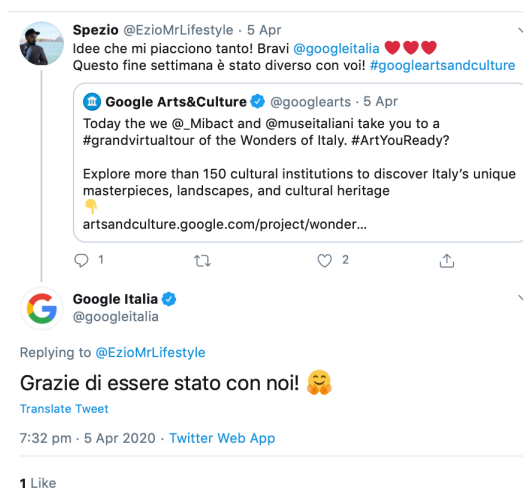 Spezio @EzioMrLifestyle · 5 Apr
Idee che mi piacciono tanto! Bravi @googleitalia ❤️❤️❤️
Questo fine settimana è stato diverso con voi! #googleartsandculture
Google Arts&Culture @googlearts · 5 Apr
Today the we @_Mibact and @museitaliani take you to a
#grandvirtualtour of the Wonders of Italy. #ArtYouReady?
Explore more than 150 cultural institutions to discover Italy's unique
masterpieces, landscapes, and cultural heritage
👇
artsandculture.google.com/project/wonder...
1 2
Google Italia
@googleitalia
Replying to @EzioMrLifestyle
Grazie di essere stato con noi! 🤗
Translate Tweet
7:32 pm · 5 Apr 2020 · Twitter Web App
1 Like